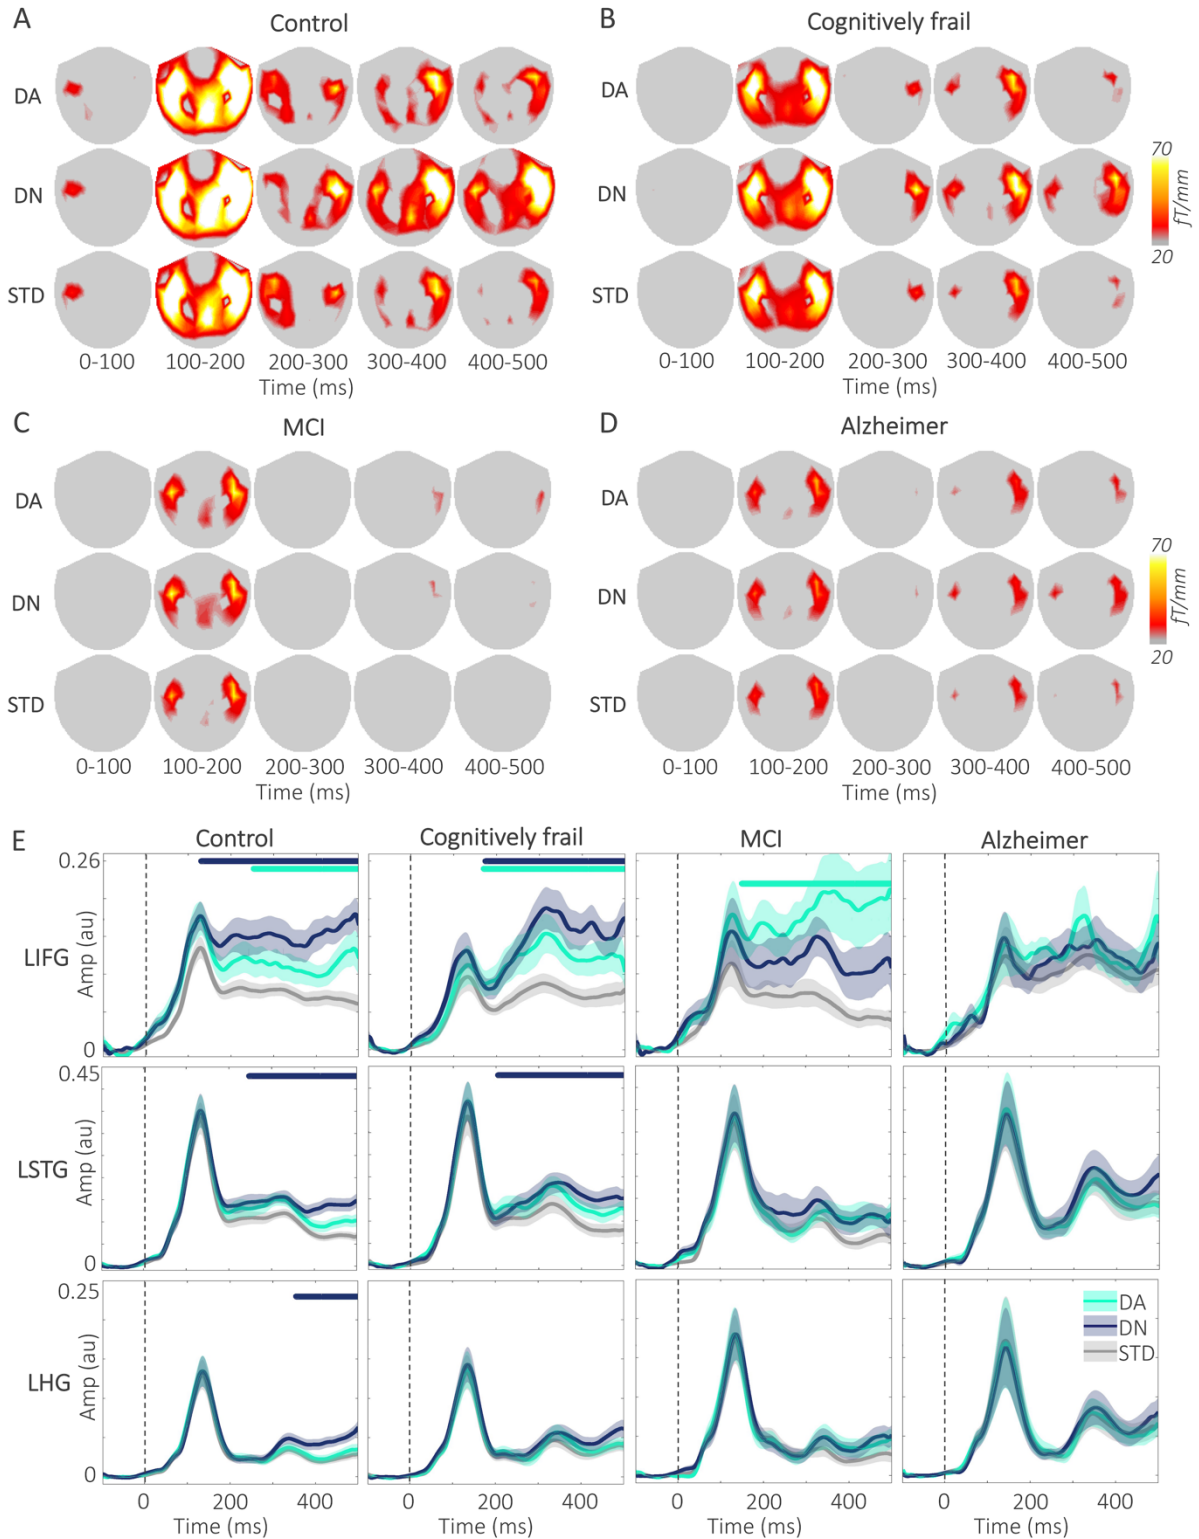 A Control
DA
DN
STD
0-100 100-200 200-300 300-400 400-500
Time (ms)
B Cognitively frail
DA
DN
STD
0-100 100-200 200-300 300-400 400-500
Time (ms)
70
fT/mm
20
C MCI
DA
DN
STD
0-100 100-200 200-300 300-400 400-500
Time (ms)
D Alzheimer
DA
DN
STD
0-100 100-200 200-300 300-400 400-500
Time (ms)
70
fT/mm
20
E Control Cognitively frail MCI Alzheimer
0.26
LIFG
Amp (au)
0
0.45
LSTG
Amp (au)
0
0.25
LHG
Amp (au)
0
DA
DN
STD
0 200 400 0 200 400 0 200 400 0 200 400
Time (ms) Time (ms) Time (ms) Time (ms)